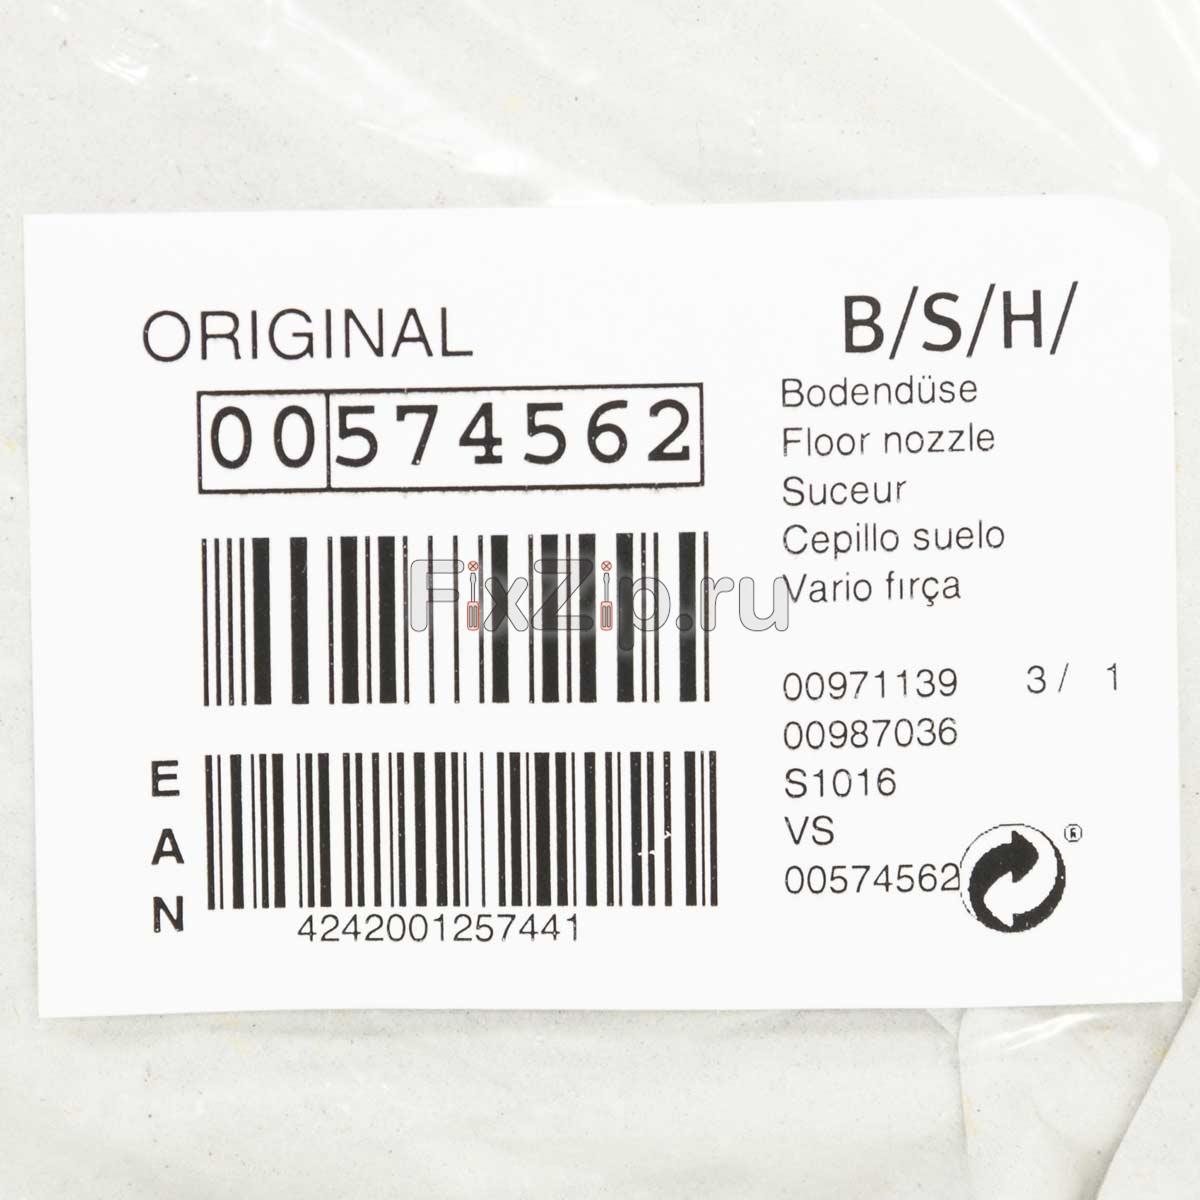 ORIGINAL
00574562
EAN
4242001257441
B/S/H/
Bodendüse
Floor nozzle
Suceur
Cepillo suelo
Vario fırça
00971139 3/ 1
00987036
S1016
VS
00574562
FixZip.ru